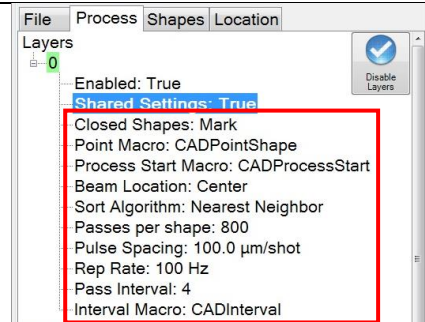 File Process Shapes Location
Layers
0
Disable
Layers
Enabled: True
Shared Settings: True
Closed Shapes: Mark
Point Macro: CADPointShape
Process Start Macro: CADProcessStart
Beam Location: Center
Sort Algorithm: Nearest Neighbor
Passes per shape: 800
Pulse Spacing: 100.0 µm/shot
Rep Rate: 100 Hz
Pass Interval: 4
Interval Macro: CADInterval